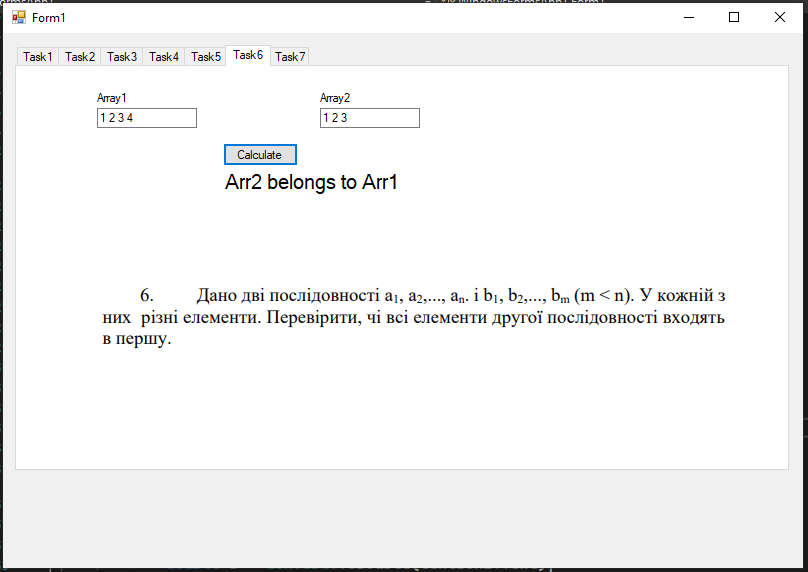 Form1
Task1 Task2 Task3 Task4 Task5 Task6 Task7
Array1 Array2
1 2 3 4 1 2 3
Calculate
Arr2 belongs to Arr1
6. Дано дві послідовності a₁, a₂,..., aₙ. і b₁, b₂,..., bₘ (m < n). У кожній з
них різні елементи. Перевірити, чі всі елементи другої послідовності входять
в першу.